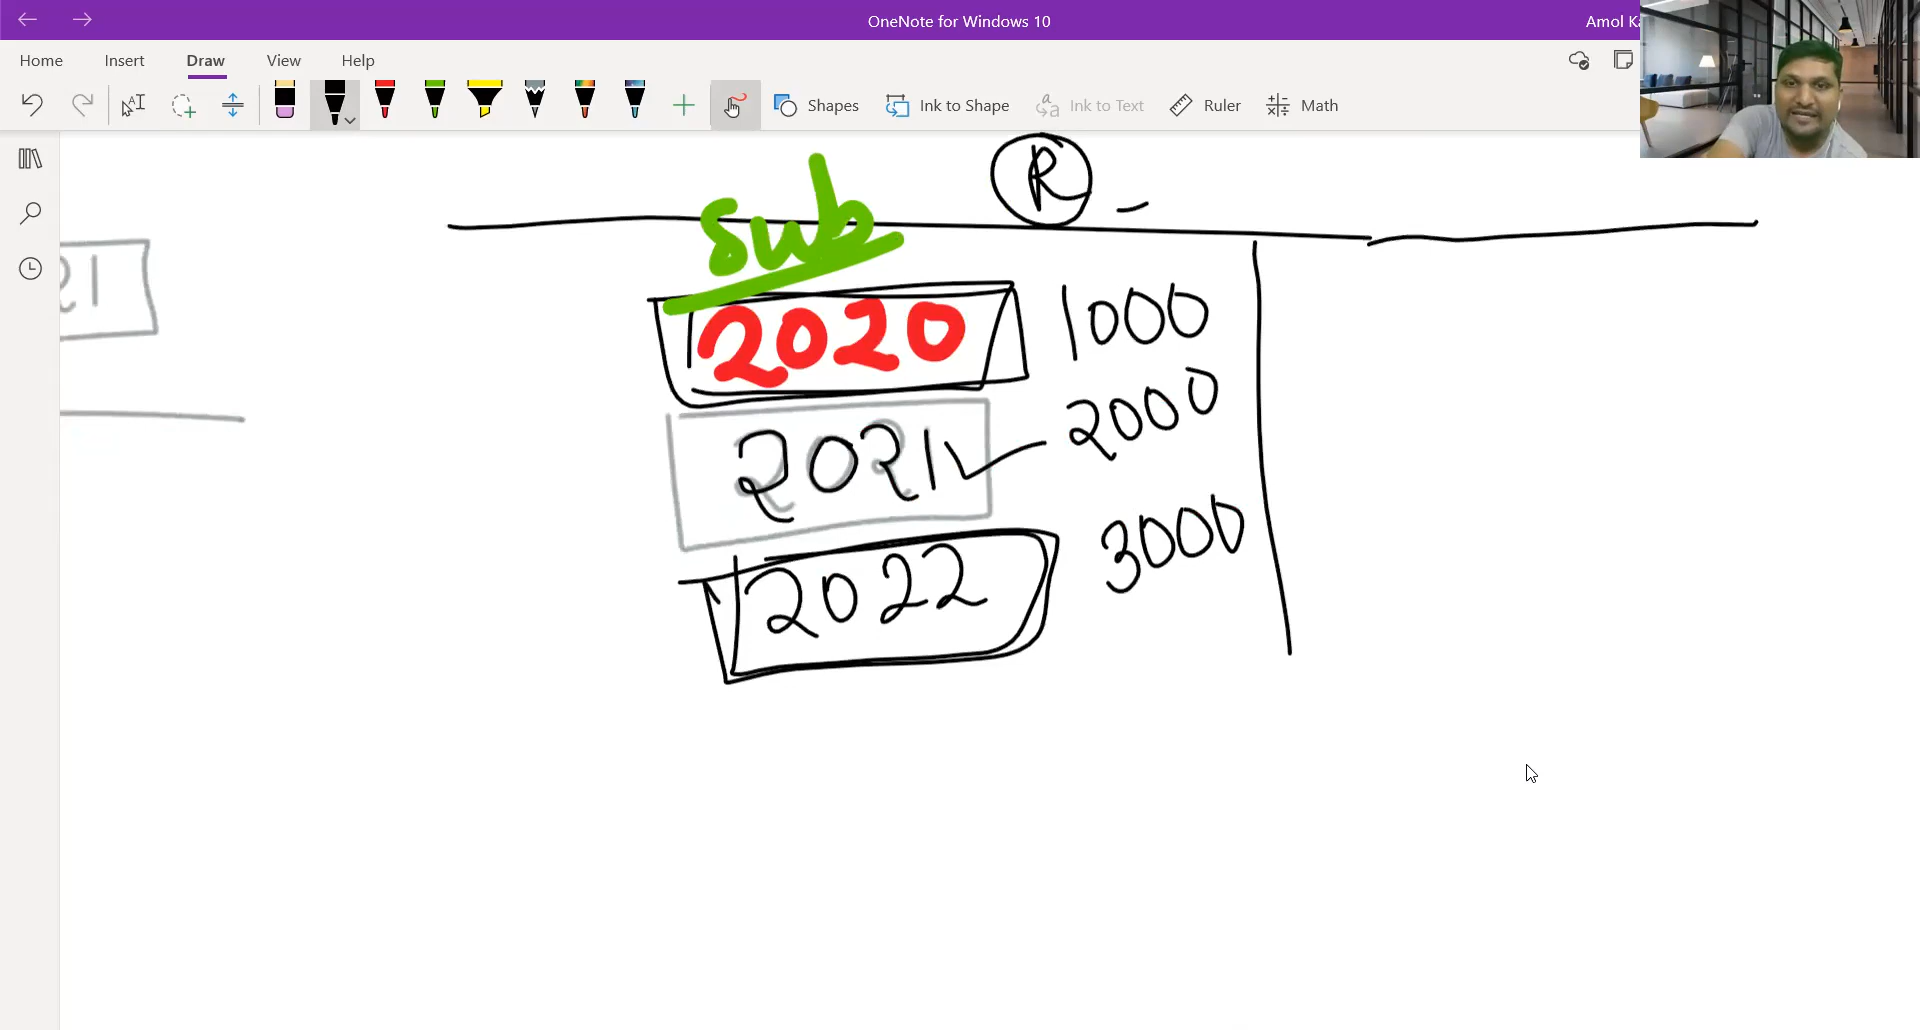 OneNote for Windows 10
Amol Ka
Home Insert Draw View Help
Shapes Ink to Shape Ink to Text Ruler Math
R -
sub
21
2020 1000
2021 2000
2022 3000